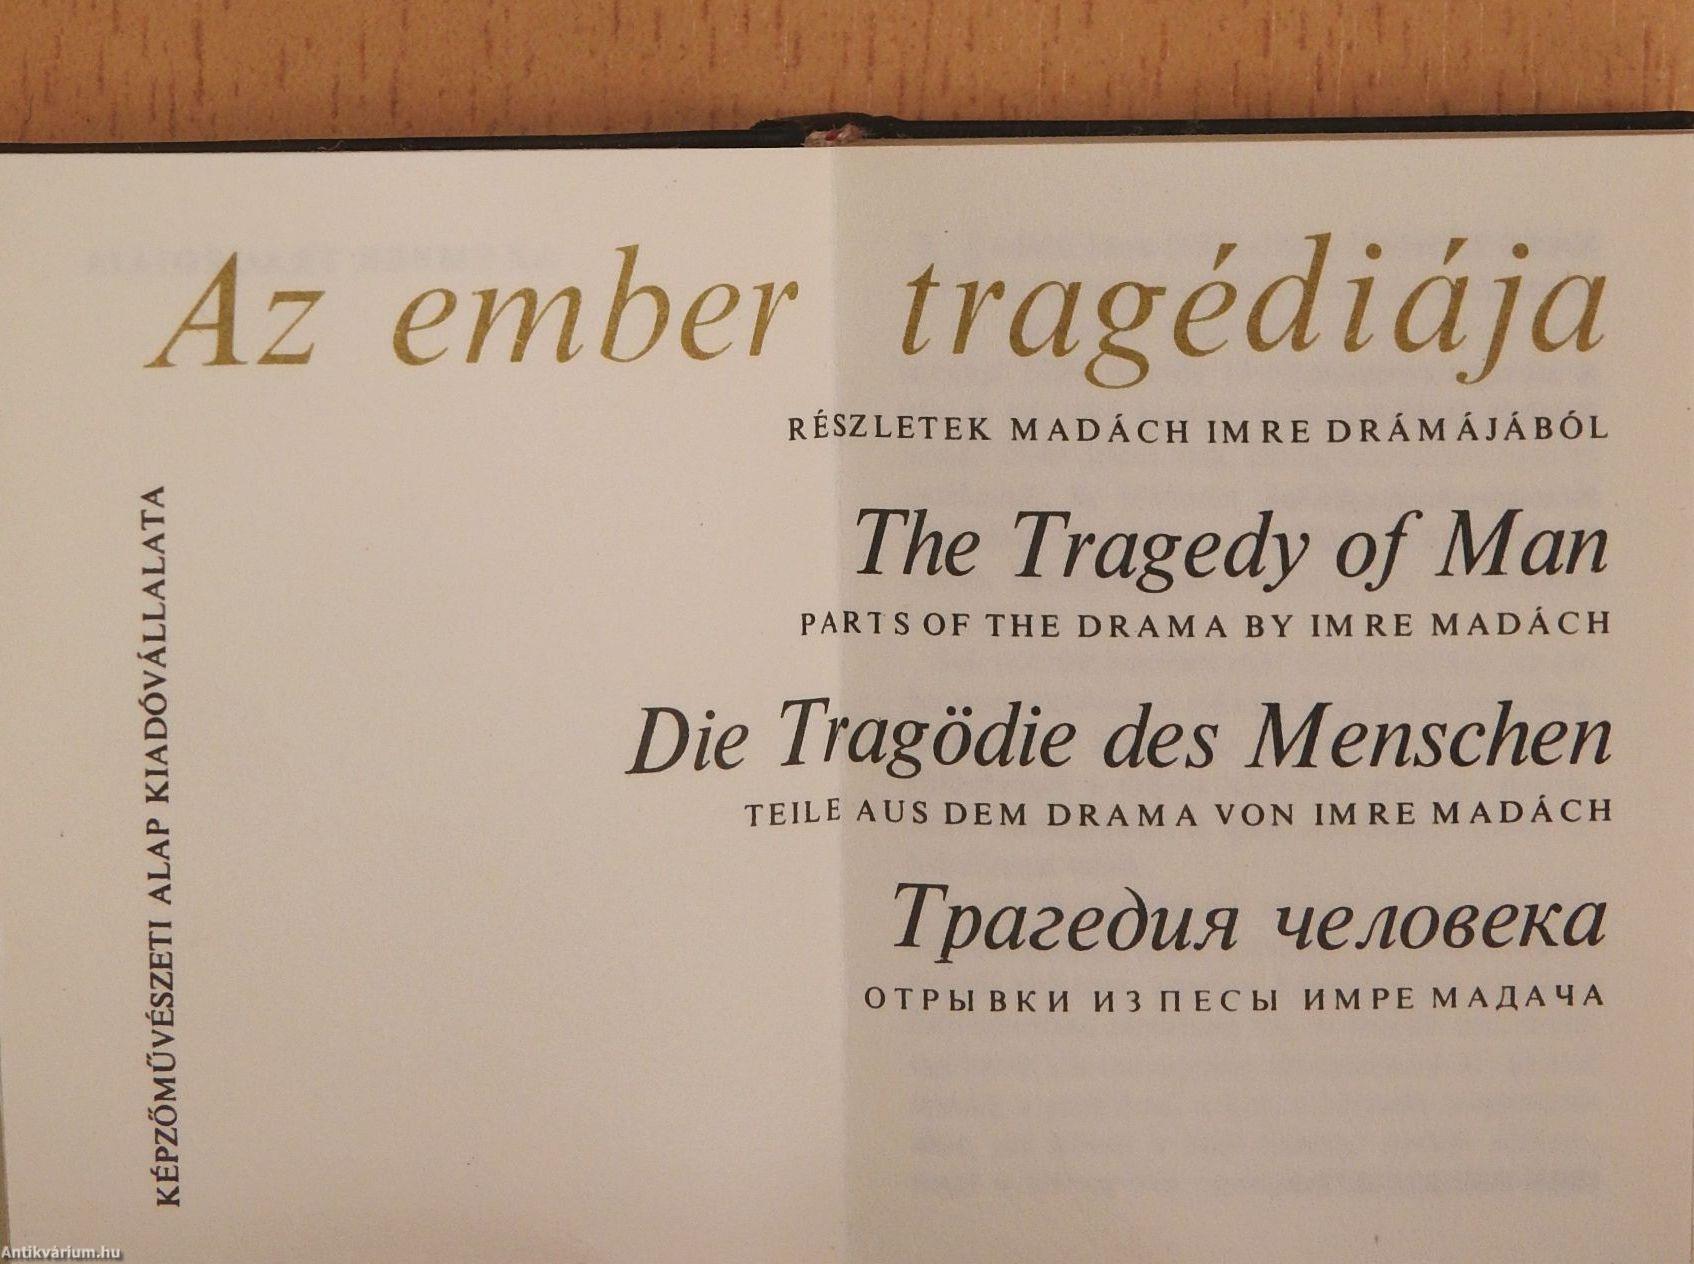 Az ember tragédiája
RÉSZLETEK MADÁCH IMRE DRÁMÁJÁBÓL
The Tragedy of Man
PARTS OF THE DRAMA BY IMRE MADÁCH
Die Tragödie des Menschen
TEILE AUS DEM DRAMA VON IMRE MADÁCH
Трагедия человека
ОТРЫВКИ ИЗ ПЕСЫ ИМРЕ МАДАЧА
KÉPZŐMŰVÉSZETI ALAP KIADÓVÁLLALATA
Antikvárium.hu